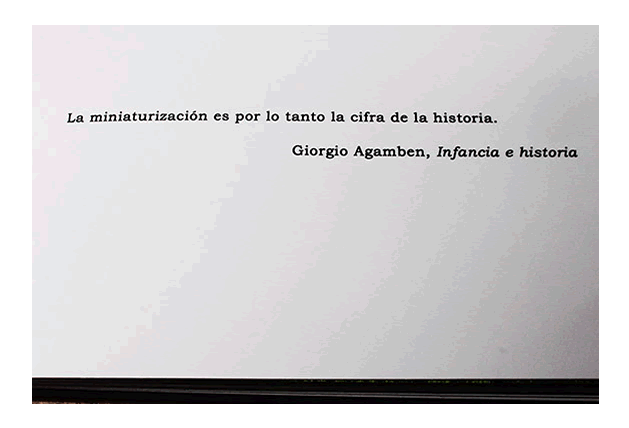 La miniaturización es por lo tanto la cifra de la historia.
Giorgio Agamben, Infancia e historia